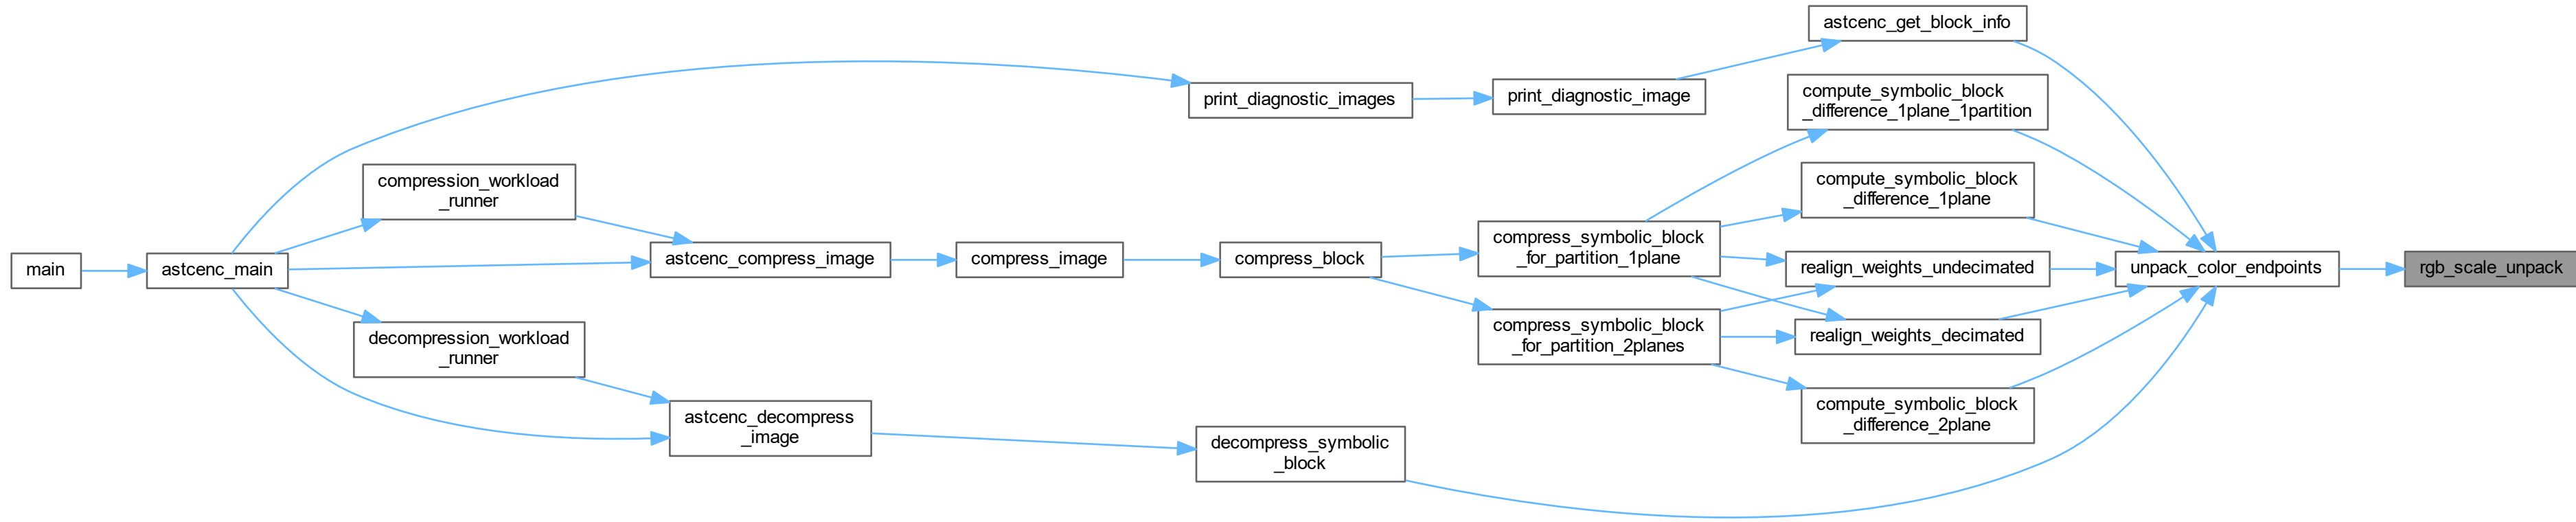 main
astcenc_main
compression_workload
_runner
decompression_workload
_runner
astcenc_compress_image
astcenc_decompress
_image
compress_image
print_diagnostic_images
compress_block
decompress_symbolic
_block
print_diagnostic_image
compress_symbolic_block
_for_partition_1plane
compress_symbolic_block
_for_partition_2planes
astcenc_get_block_info
compute_symbolic_block
_difference_1plane_1partition
compute_symbolic_block
_difference_1plane
realign_weights_undecimated
realign_weights_decimated
compute_symbolic_block
_difference_2plane
unpack_color_endpoints
rgb_scale_unpack